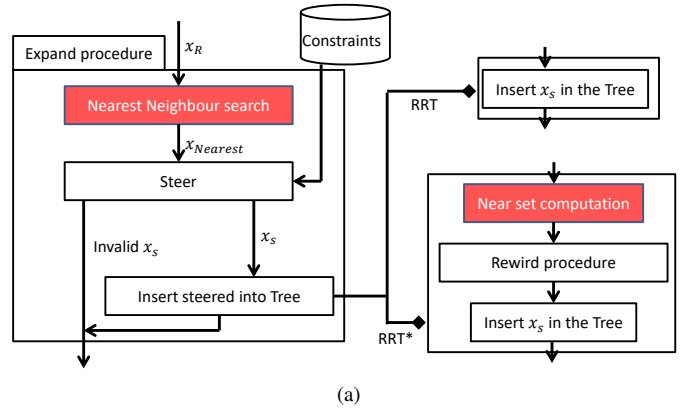 Expand procedure
x_R
Constraints
Nearest Neighbour search
x_Nearest
Steer
Invalid x_s
x_s
Insert steered into Tree
RRT
Insert x_s in the Tree
Near set computation
Rewird procedure
Insert x_s in the Tree
RRT*
(a)